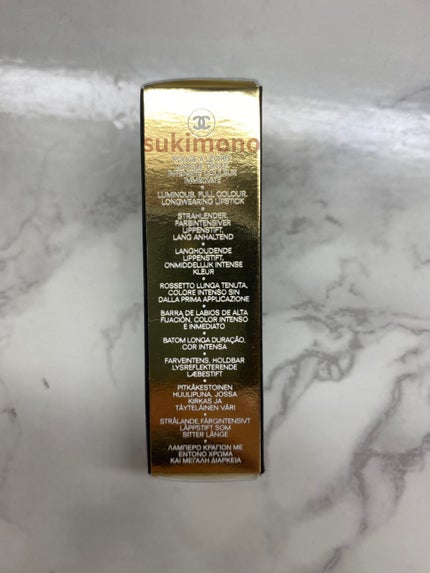 sukimono
INTENSE COULEUR
IMMÉDIATE
LUMINOUS, FULL COLOUR,
LONGWEARING LIPSTICK
STRAHLENDER,
FARBINTENSIVER
LIPPENSTIFT,
LANG ANHALTEND
LANGHOUDENDE
LIPPENSTIFT,
ONMIDDELLIJK INTENSE
KLEUR
ROSSETTO LUNGA TENUTA,
COLORE INTENSO SIN
DALLA PRIMA APPLICAZIONE
BARRA DE LABIOS DE ALTA
FIJACIÓN, COLOR INTENSO
E INMEDIATO
BATOM LONGA DURAÇÃO,
COR INTENSA
FARVEINTENS, HOLDBAR
LYSREFLEKTERENDE
LÆBESTIFT
PITKÄKESTOINEN
HUULIPUNA, JOSSA
KIRKAS JA
TÄYTELÄINEN VÄRI
STRÅLANDE, FÄRGINTENSIVT
LÄPPSTIFT SOM
SITTER LÄNGE
ΛΑΜΠΕΡΟ ΚΡΑΓΙΟΝ ΜΕ
ΕΝΤΟΝΟ ΧΡΩΜΑ
ΚΑΙ ΜΕΓΑΛΗ ΔΙΑΡΚΕΙΑ